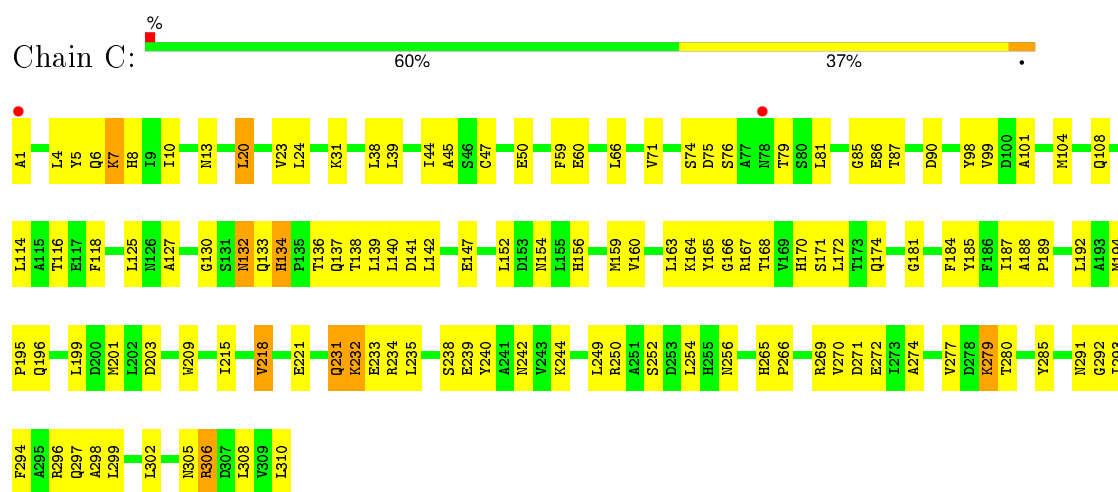 %
Chain C:
60% 37% •
A1 L4 Y5 Q6 K7 H8 I9 I10 N13 L20 V23 L24 K31 L38 L39 I44 A45 S46 C47 E50 F59 E60 L66 V71 S74 D75 S76 A77 N78 T79 S80 L81 G85 E86 T87 D90 Y98 V99 D100 A101 M104 Q108
L114 A115 T116 E117 F118 L125 N126 A127 G130 S131 N132 Q133 H134 P135 T136 Q137 T138 L139 L140 D141 L142 E147 L152 D153 N154 L155 H156 M159 V160 L163 K164 Y165 G166 R167 T168 V169 H170 S171 L172 T173 Q174 G181 F184 Y185 F186 I187 A188 P189 L192 A193 M194
P195 Q196 L199 D200 M201 L202 D203 W209 I215 V218 E221 Q231 K232 E233 R234 L235 S238 E239 Y240 A241 N242 V243 K244 L249 R250 A251 S252 D253 L254 H255 N256 H265 P266 R269 V270 D271 E272 I273 A274 V277 D278 K279 T280 Y285 N291 G292 I293
F294 A295 R296 Q297 A298 L299 L302 N305 R306 D307 L308 V309 L310